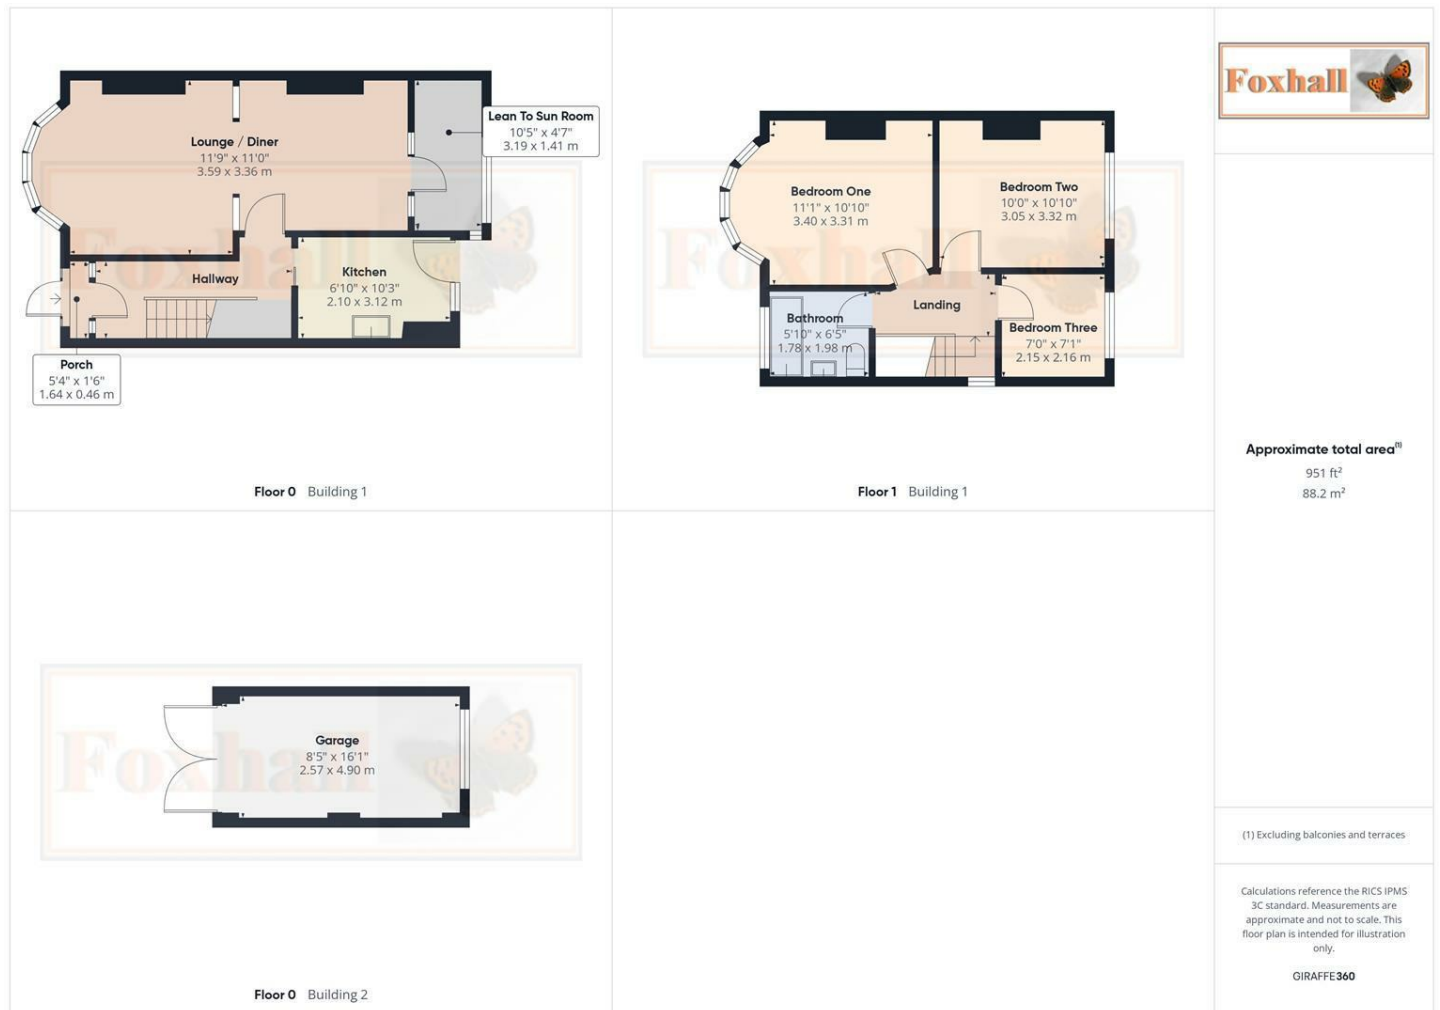 Lounge / Diner
11'9" x 11'0"
3.59 x 3.36 m
Lean To Sun Room
10'5" x 4'7"
3.19 x 1.41 m
Hallway
Kitchen
6'10" x 10'3"
2.10 x 3.12 m
Porch
5'4" x 1'6"
1.64 x 0.46 m
Foxhall
Floor 0 Building 1
Bedroom One
11'1" x 10'10"
3.40 x 3.31 m
Bedroom Two
10'0" x 10'10"
3.05 x 3.32 m
Landing
Bathroom
5'10" x 6'5"
1.78 x 1.98 m
Bedroom Three
7'0" x 7'1"
2.15 x 2.16 m
Foxhall
Floor 1 Building 1
Garage
8'5" x 16'1"
2.57 x 4.90 m
Foxhall
Floor 0 Building 2
Foxhall
Approximate total area(1)
951 ft²
88.2 m²
(1) Excluding balconies and terraces
Calculations reference the RICS IPMS
3C standard. Measurements are
approximate and not to scale. This
floor plan is intended for illustration
only.
GIRAFFE360